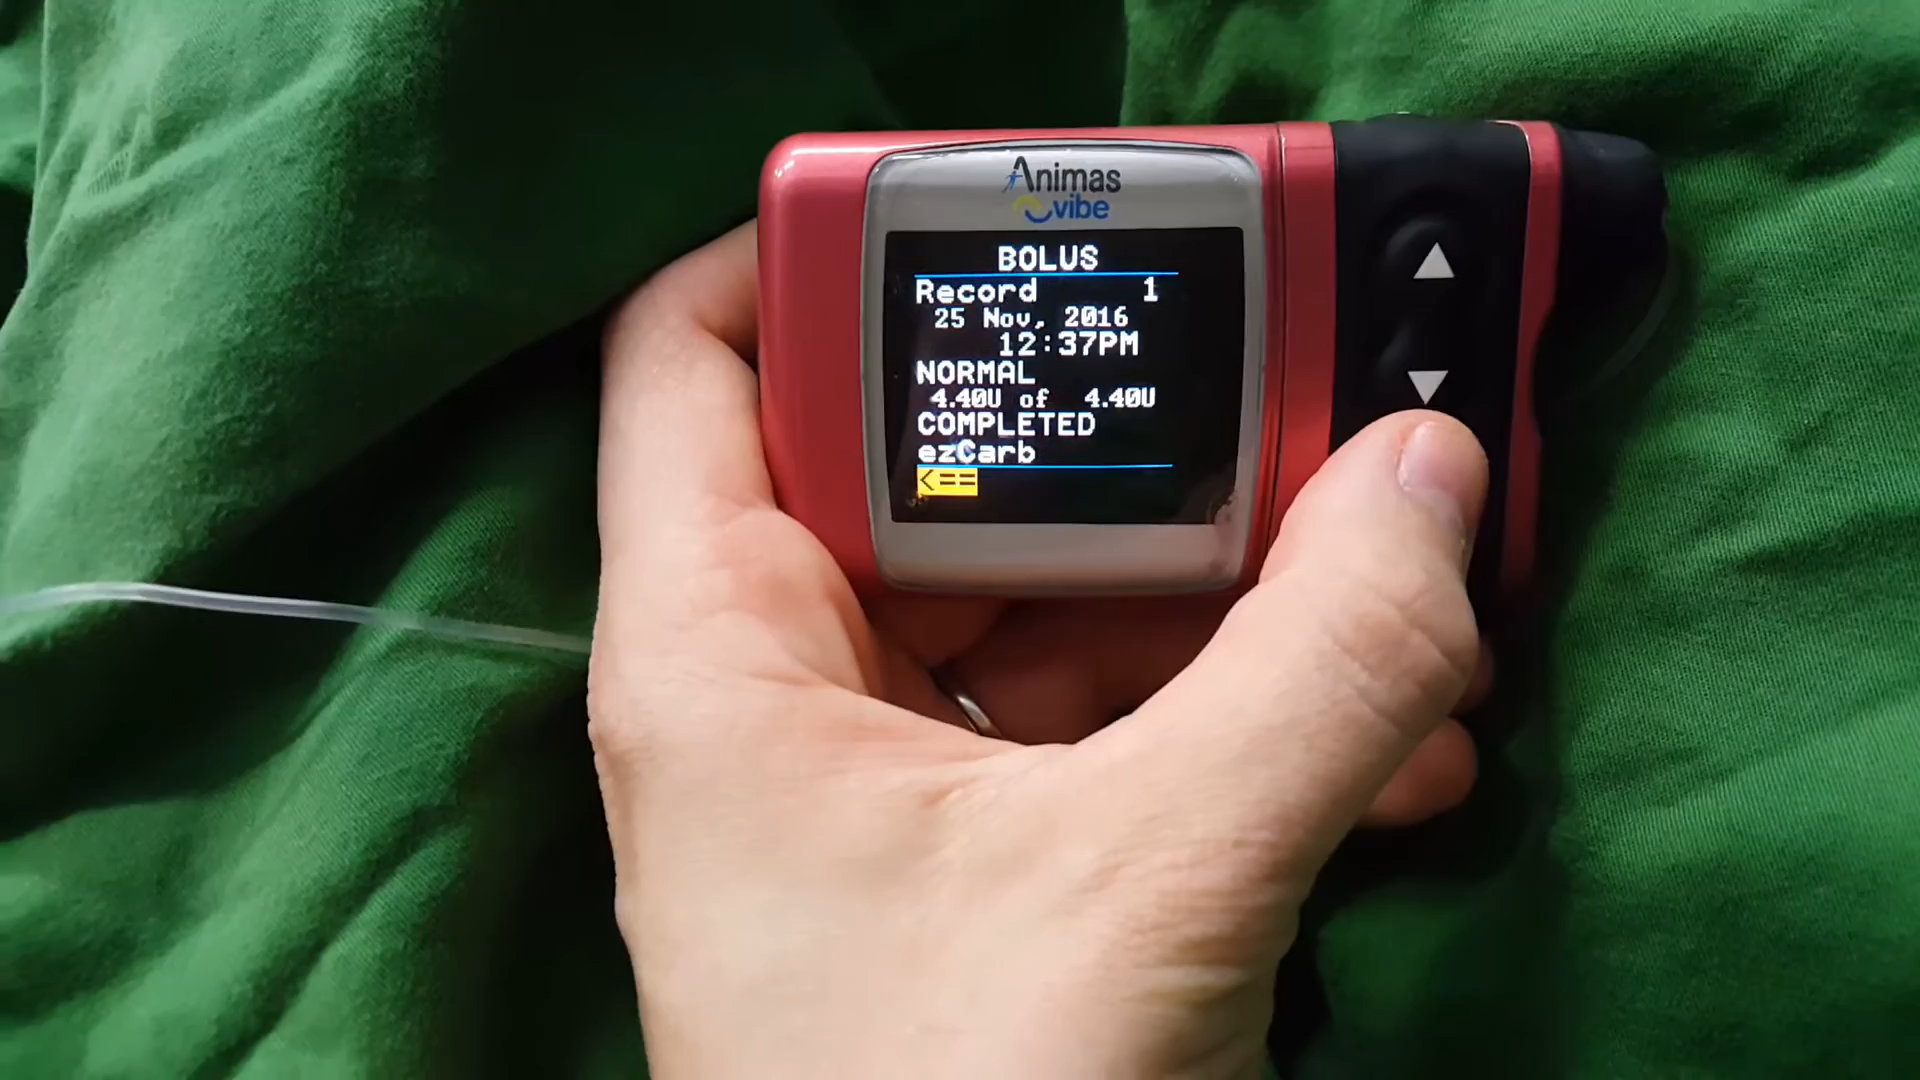 Animas
vibe
BOLUS
Record 1
25 Nov, 2016
12:37PM
NORMAL
4.40U of 4.40U
COMPLETED
ezCarb
<==